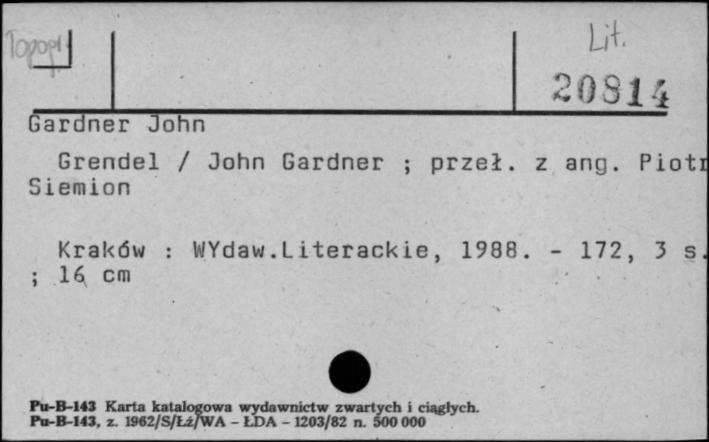 Lit.
20814
Gardner John
Grendel / John Gardner ; przeł. z ang. Piotr
Siemion
Kraków : WYdaw.Literackie, 1988. - 172, 3 s.
; 16 cm
Pu-B-143 Karta katalogowa wydawnictw zwartych i ciągłych.
Pu-B-143, z. 1962/S/Łż/WA - ŁDA - 1203/82 n. 500 000